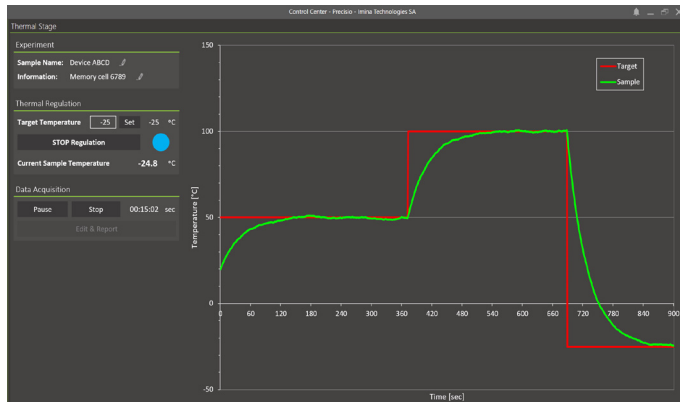 Control Center - Precisio - Imina Technologies SA
Thermal Stage
Experiment
Sample Name: Device ABCD
Information: Memory cell 6789
Thermal Regulation
Target Temperature -25 Set -25 °C
STOP Regulation
Current Sample Temperature -24.8 °C
Data Acquisition
Pause Stop 00:15:02 sec
Edit & Report
150
100
50
0
-50
Temperature [°C]
Target
Sample
0 60 120 180 240 300 360 420 480 540 600 660 720 780 840 900
Time [sec]